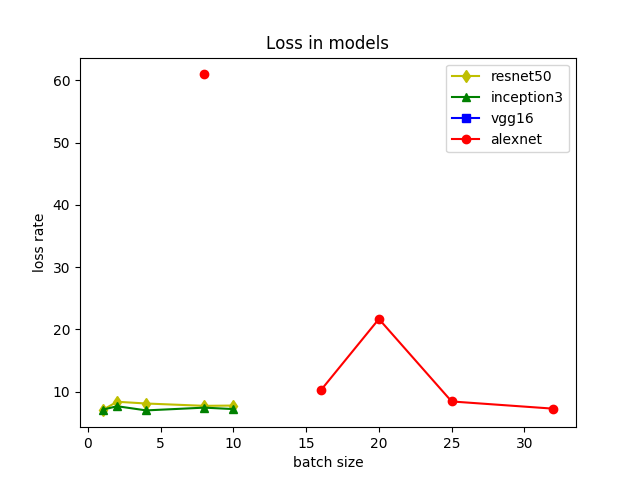 Loss in models
resnet50
inception3
vgg16
alexnet
60
50
40
30
20
10
loss rate
0 5 10 15 20 25 30
batch size